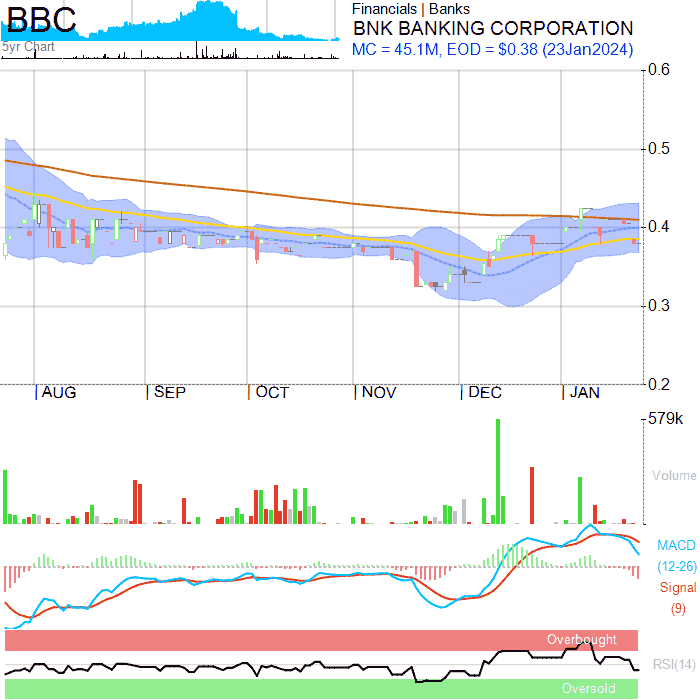 BBC
5yr Chart
Financials | Banks
BNK BANKING CORPORATION
MC = 45.1M, EOD = $0.38 (23Jan2024)
0.6
0.5
0.4
0.3
0.2
AUG SEP OCT NOV DEC JAN
579k
Volume
MACD
(12-26)
Signal
(9)
Overbought
RSI(14)
Oversold